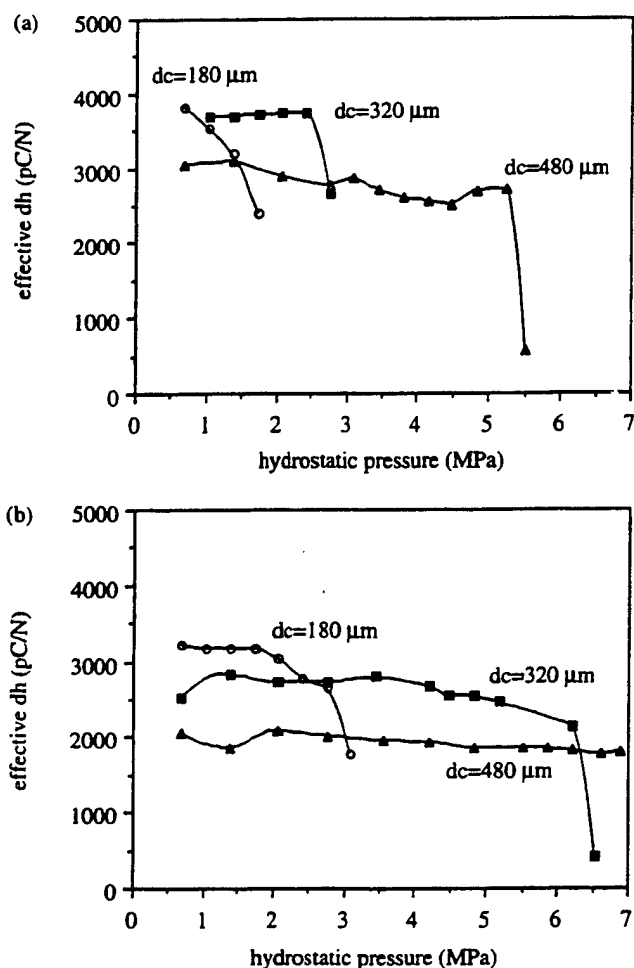 (a)
5000
4000
3000
2000
1000
0
effective dh (pC/N)
dc=180 µm
dc=320 µm
dc=480 µm
0 1 2 3 4 5 6 7
hydrostatic pressure (MPa)
(b)
5000
4000
3000
2000
1000
0
effective dh (pC/N)
dc=180 µm
dc=320 µm
dc=480 µm
0 1 2 3 4 5 6 7
hydrostatic pressure (MPa)